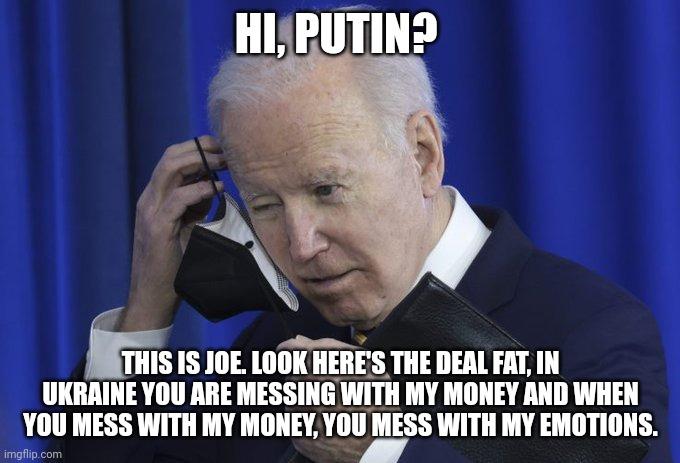 HI, PUTIN?
THIS IS JOE. LOOK HERE'S THE DEAL FAT, IN
UKRAINE YOU ARE MESSING WITH MY MONEY AND WHEN
YOU MESS WITH MY MONEY, YOU MESS WITH MY EMOTIONS.
imgflip.com